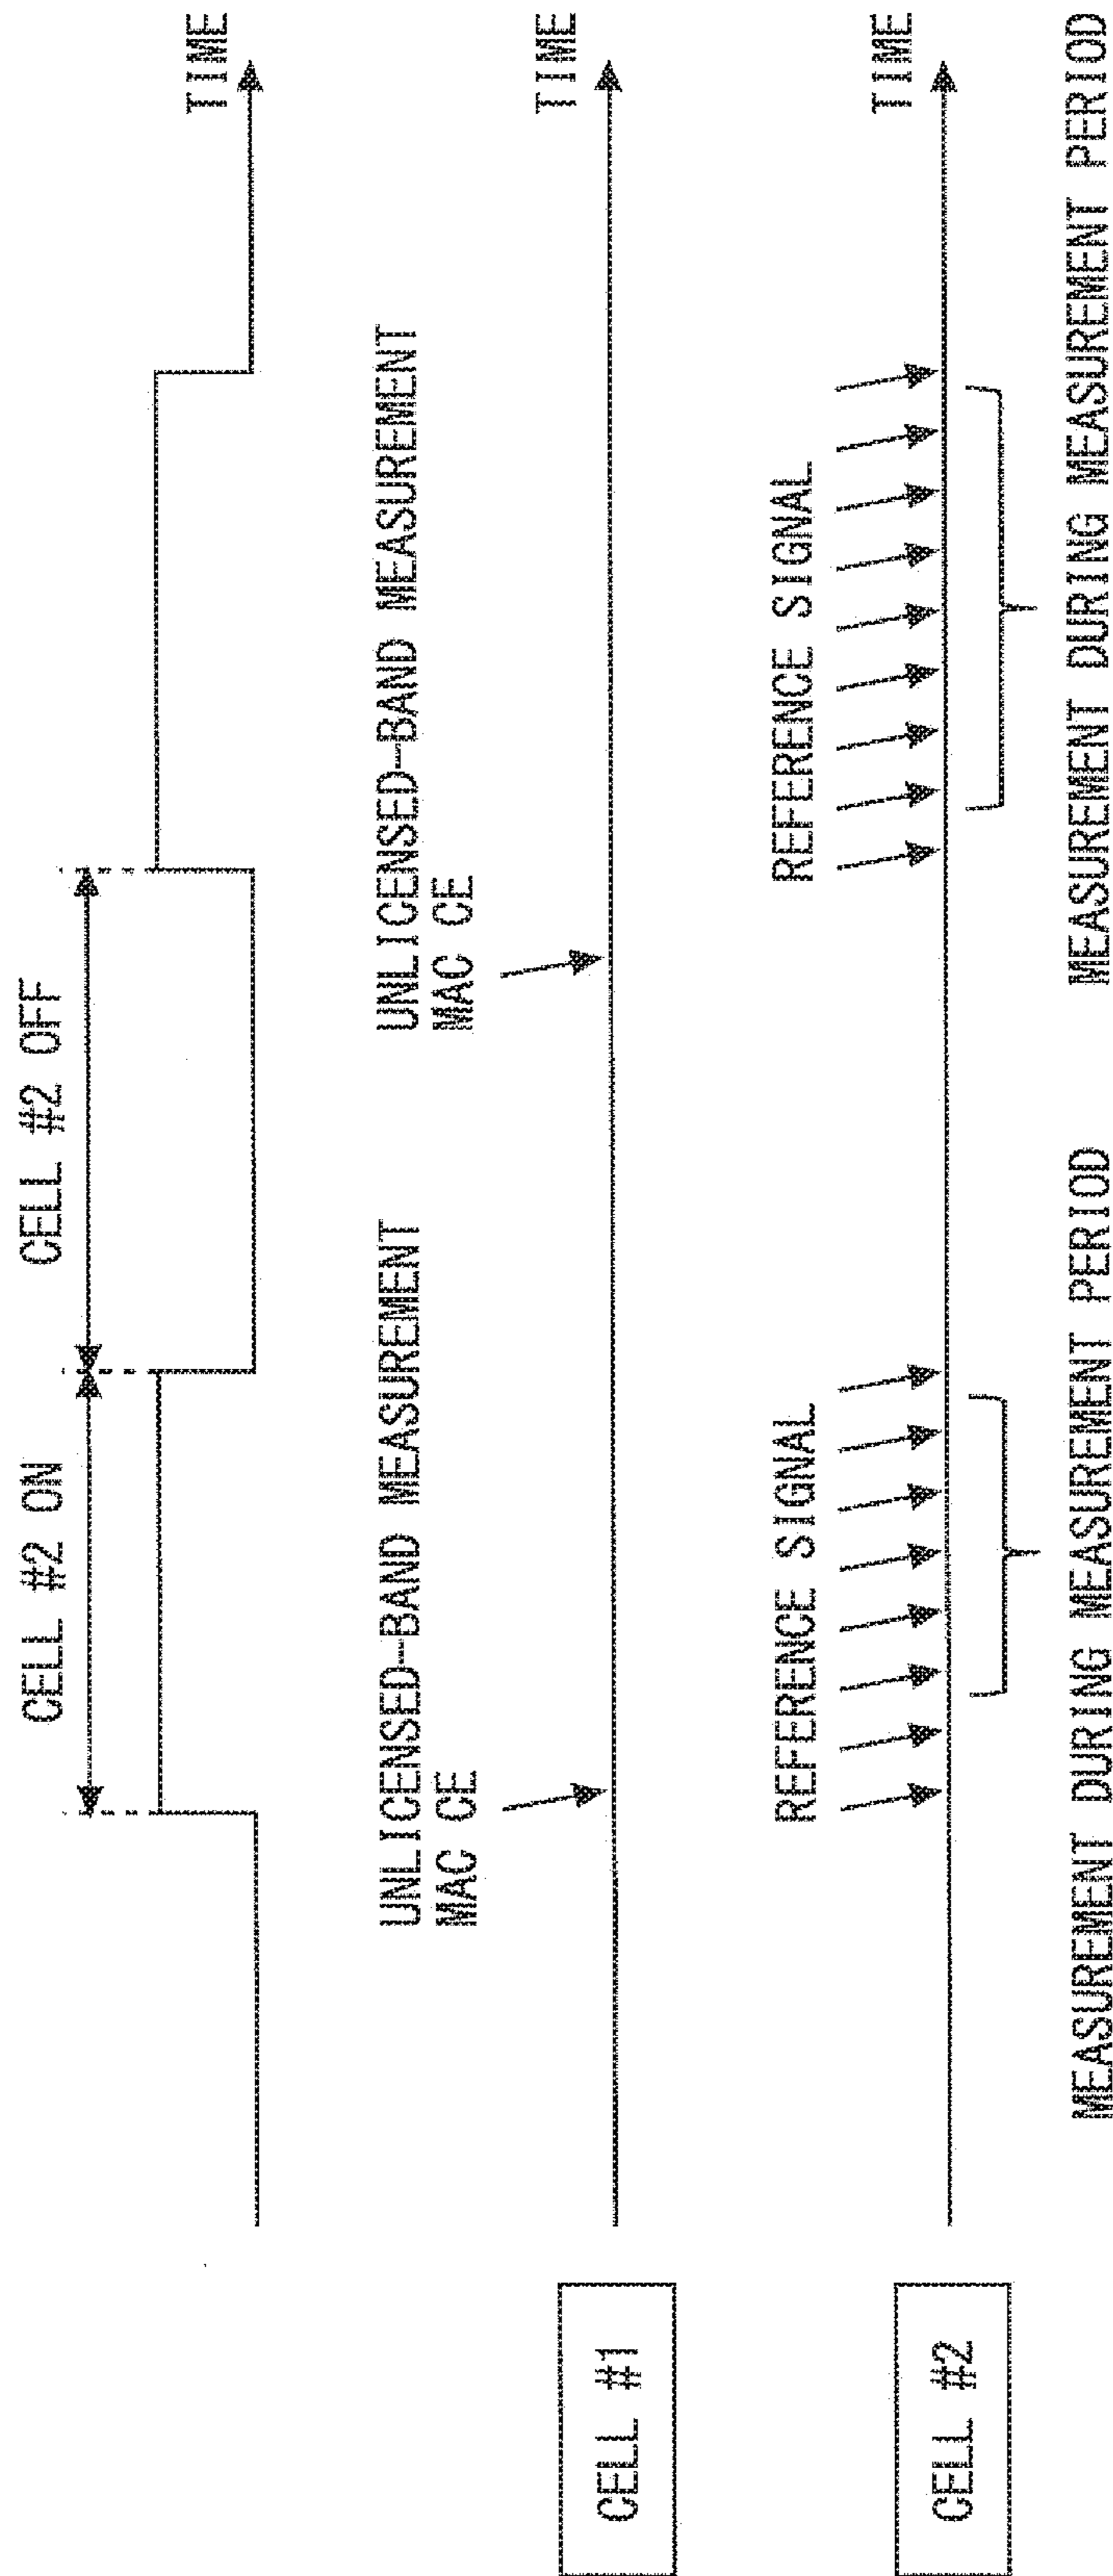 CELL #2 ON
CELL #2 OFF
TIME
UNLICENSED-BAND MEASUREMENT
MAC CE
UNLICENSED-BAND MEASUREMENT
MAC CE
CELL #1
TIME
REFERENCE SIGNAL
REFERENCE SIGNAL
CELL #2
TIME
MEASUREMENT DURING MEASUREMENT PERIOD
MEASUREMENT DURING MEASUREMENT PERIOD